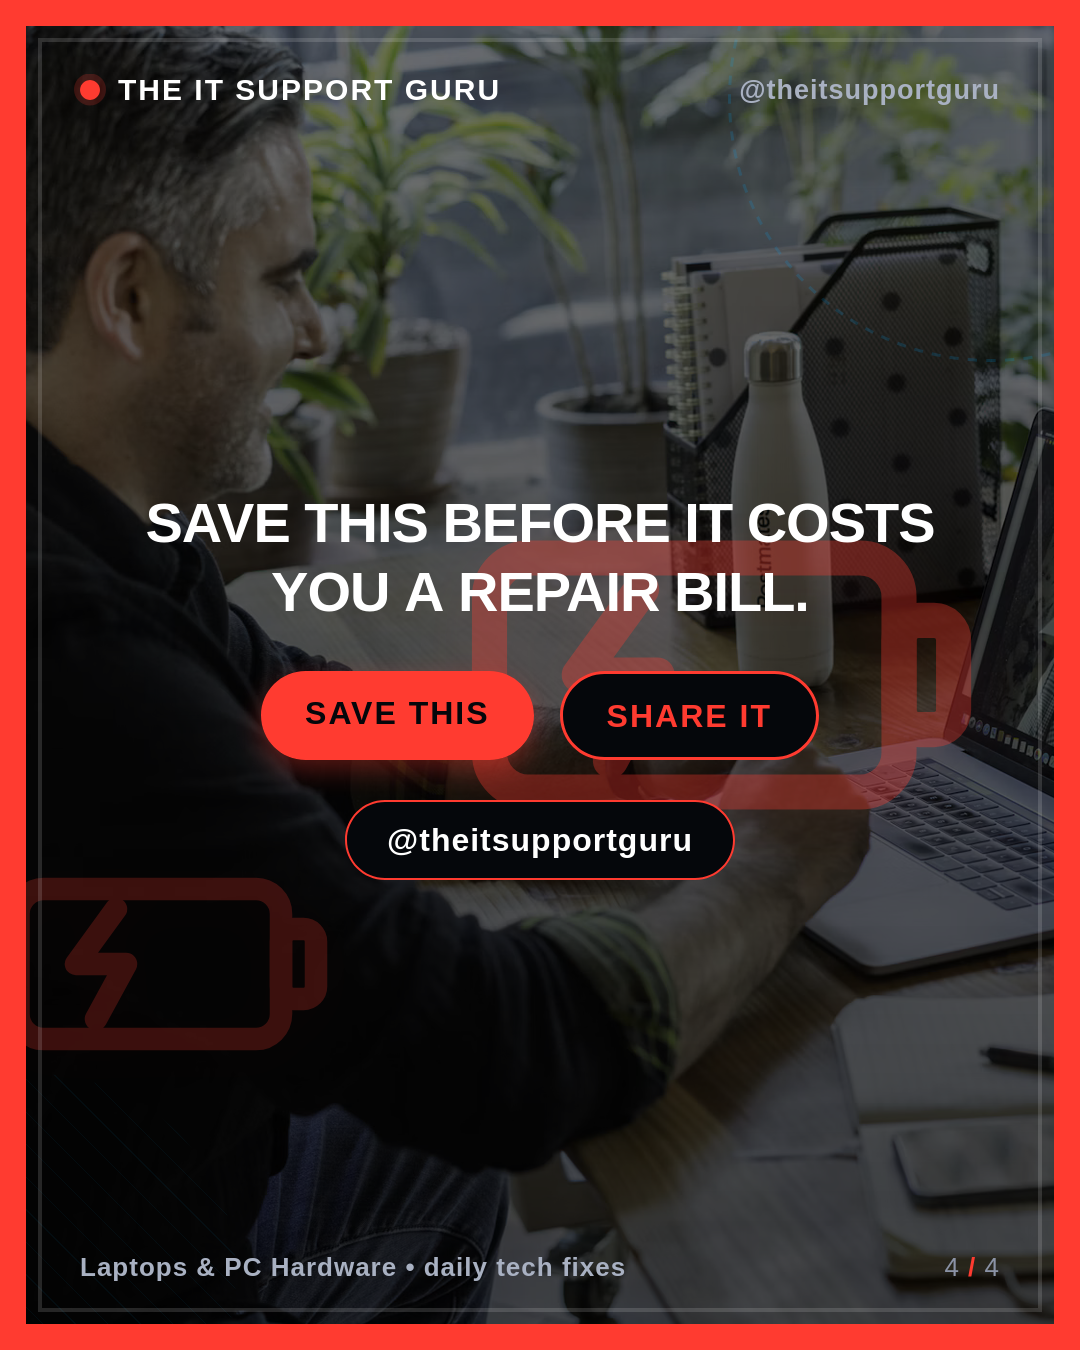 THE IT SUPPORT GURU
@theitsupportguru
SAVE THIS BEFORE IT COSTS
YOU A REPAIR BILL.
SAVE THIS
SHARE IT
@theitsupportguru
Laptops & PC Hardware • daily tech fixes
4 / 4